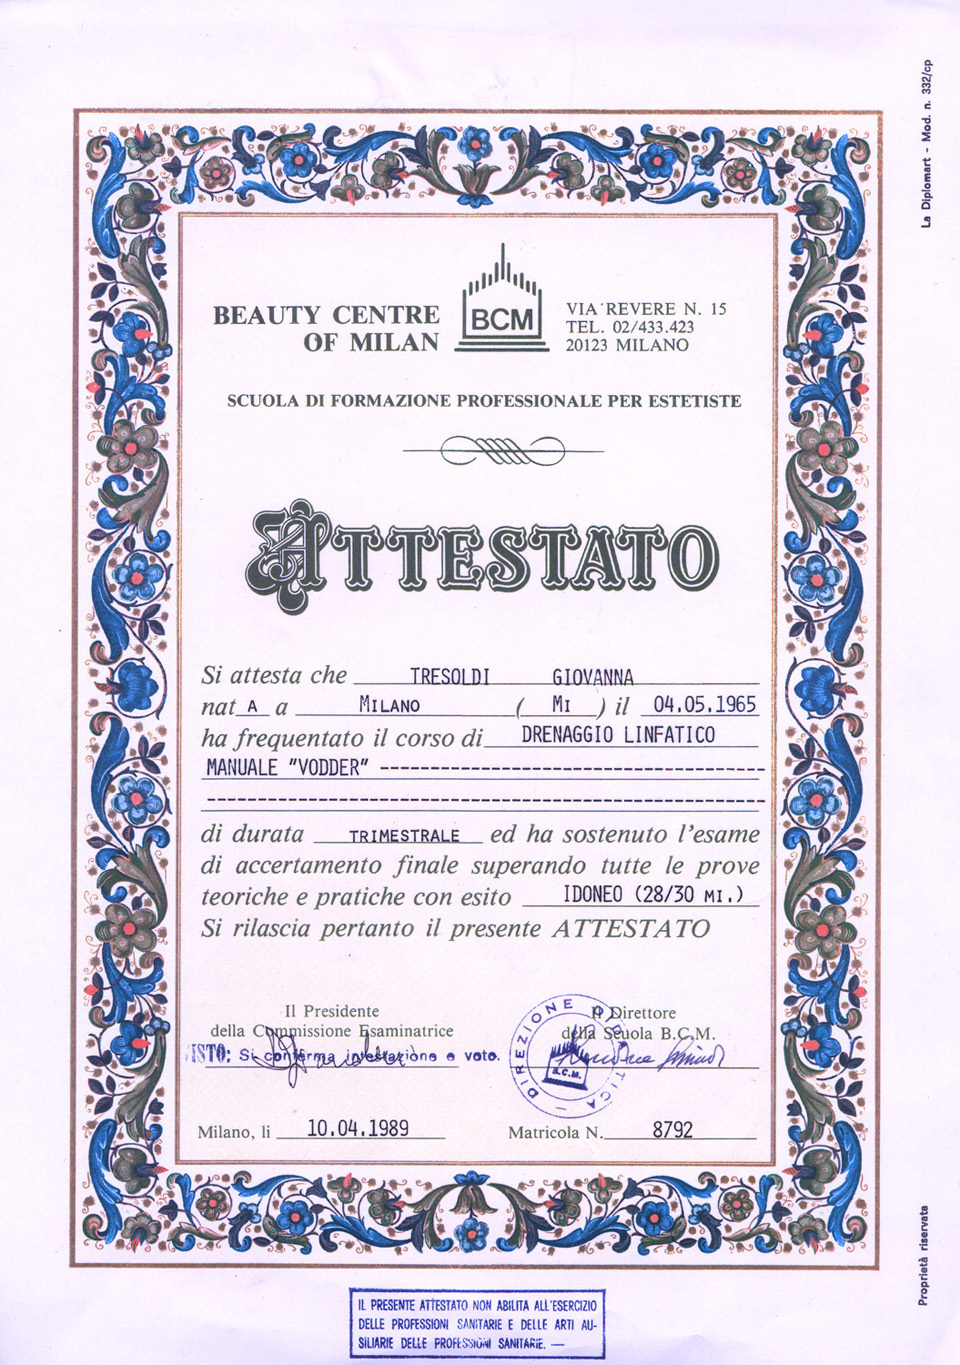 La Diplomart - Mod. n. 332/cp
BEAUTY CENTRE
OF MILAN
BCM
VIA REVERE N. 15
TEL. 02/433.423
20123 MILANO
SCUOLA DI FORMAZIONE PROFESSIONALE PER ESTETISTE
ATTESTATO
Si attesta che TRESOLDI GIOVANNA
nat A a MILANO ( MI ) il 04.05.1965
ha frequentato il corso di DRENAGGIO LINFATICO
MANUALE "VODDER"
di durata TRIMESTRALE ed ha sostenuto l'esame
di accertamento finale superando tutte le prove
teoriche e pratiche con esito IDONEO (28/30 MI.)
Si rilascia pertanto il presente ATTESTATO
Il Presidente
della Commissione Esaminatrice
VISTO: Si conferma intestazione e voto.
Il Direttore
della Scuola B.C.M.
DIREZIONE
B.C.M.
Milano, li 10.04.1989
Matricola N. 8792
Proprietà riservata
IL PRESENTE ATTESTATO NON ABILITA ALL'ESERCIZIO
DELLE PROFESSIONI SANITARIE E DELLE ARTI AU-
SILIARIE DELLE PROFESSIONI SANITARIE. —